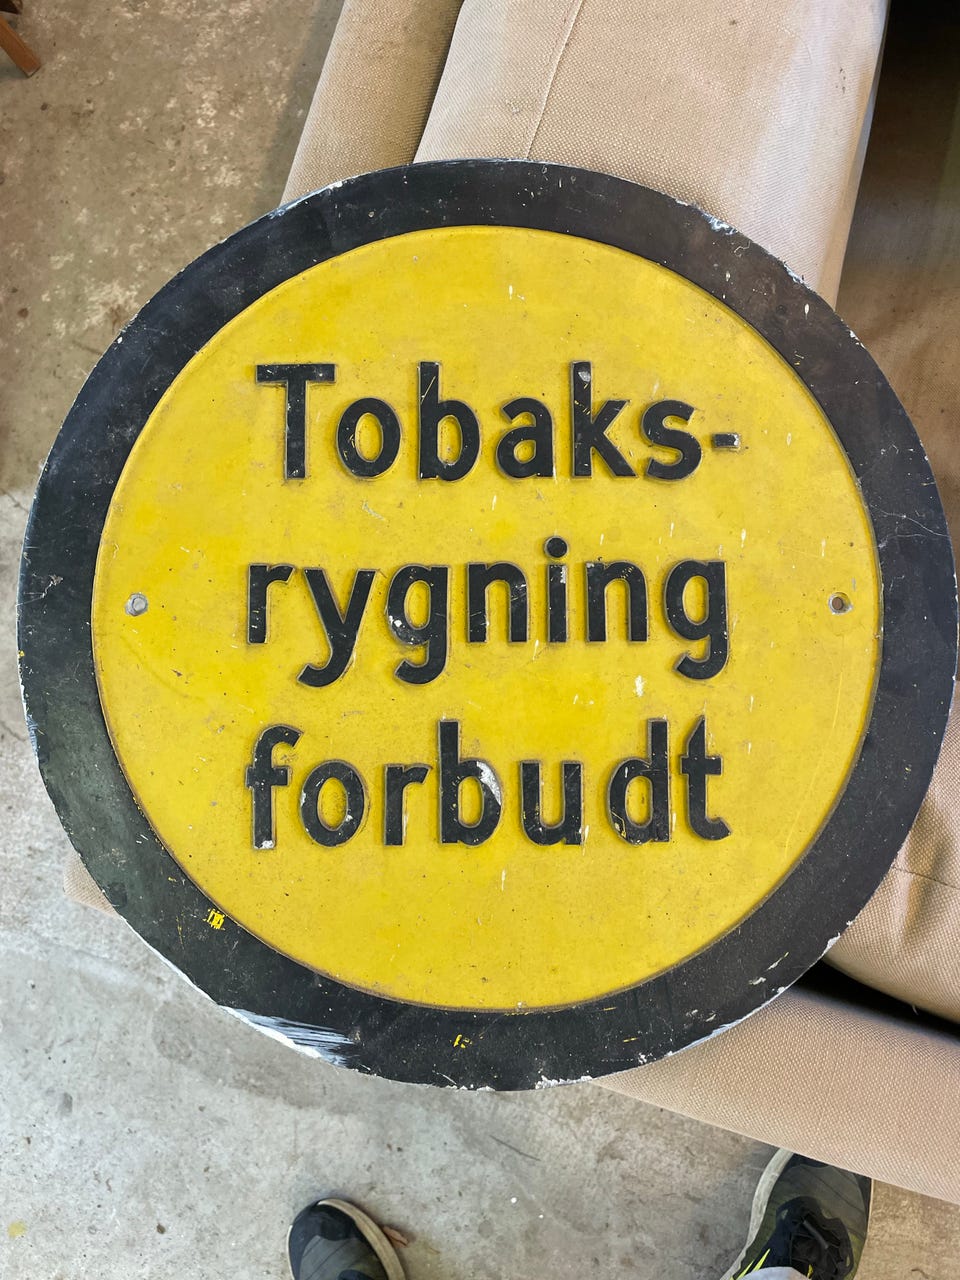 Tobaks-
rygning
forbudt